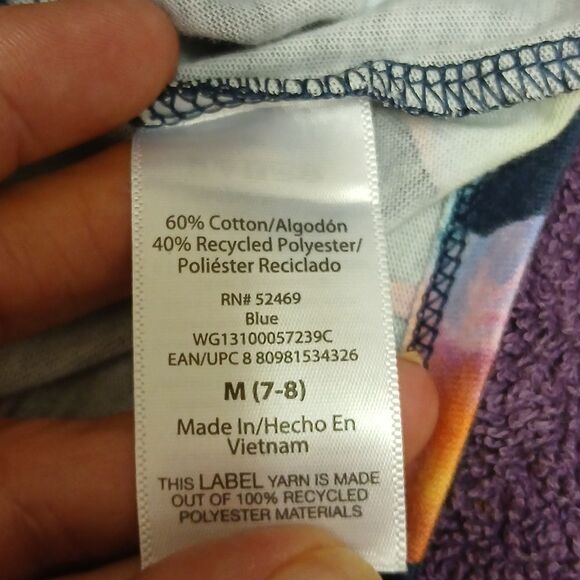 60% Cotton/Algodón
40% Recycled Polyester/
Poliéster Reciclado
RN# 52469
Blue
WG13100057239C
EAN/UPC 8 80981534326
M (7-8)
Made In/Hecho En
Vietnam
THIS LABEL YARN IS MADE
OUT OF 100% RECYCLED
POLYESTER MATERIALS